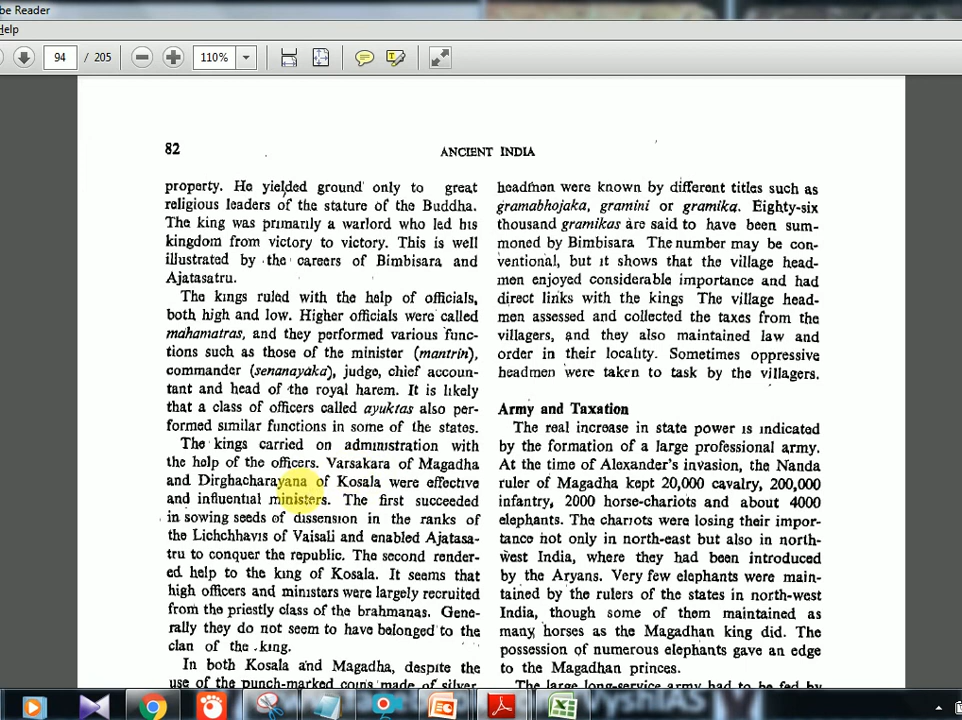 be Reader
Help
94 / 205 110%
82
ANCIENT INDIA
property. He yielded ground only to great
religious leaders of the stature of the Buddha.
The king was primarily a warlord who led his
kingdom from victory to victory. This is well
illustrated by the careers of Bimbisara and
Ajatasatru.
The kings ruled with the help of officials,
both high and low. Higher officials were called
mahamatras, and they performed various func-
tions such as those of the minister (mantrin),
commander (senanayaka), judge, chief accoun-
tant and head of the royal harem. It is likely
that a class of officers called ayuktas also per-
formed similar functions in some of the states.
The kings carried on administration with
the help of the officers. Varsakara of Magadha
and Dirghacharayana of Kosala were effective
and influential ministers. The first succeeded
in sowing seeds of dissension in the ranks of
the Lichchhavis of Vaisali and enabled Ajatasa-
tru to conquer the republic. The second render-
ed help to the king of Kosala. It seems that
high officers and ministers were largely recruited
from the priestly class of the brahmanas. Gene-
rally they do not seem to have belonged to the
clan of the king.
In both Kosala and Magadha, despite the
use of the punch-marked coins made of silver
headmen were known by different titles such as
gramabhojaka, gramini or gramika. Eighty-six
thousand gramikas are said to have been sum-
moned by Bimbisara The number may be con-
ventional, but it shows that the village head-
men enjoyed considerable importance and had
direct links with the kings The village head-
men assessed and collected the taxes from the
villagers, and they also maintained law and
order in their locality. Sometimes oppressive
headmen were taken to task by the villagers.
Army and Taxation
The real increase in state power is indicated
by the formation of a large professional army.
At the time of Alexander's invasion, the Nanda
ruler of Magadha kept 20,000 cavalry, 200,000
infantry, 2000 horse-chariots and about 4000
elephants. The chariots were losing their impor-
tance not only in north-east but also in north-
west India, where they had been introduced
by the Aryans. Very few elephants were main-
tained by the rulers of the states in north-west
India, though some of them maintained as
many horses as the Magadhan king did. The
possession of numerous elephants gave an edge
to the Magadhan princes.
The large long-service army had to be fed by